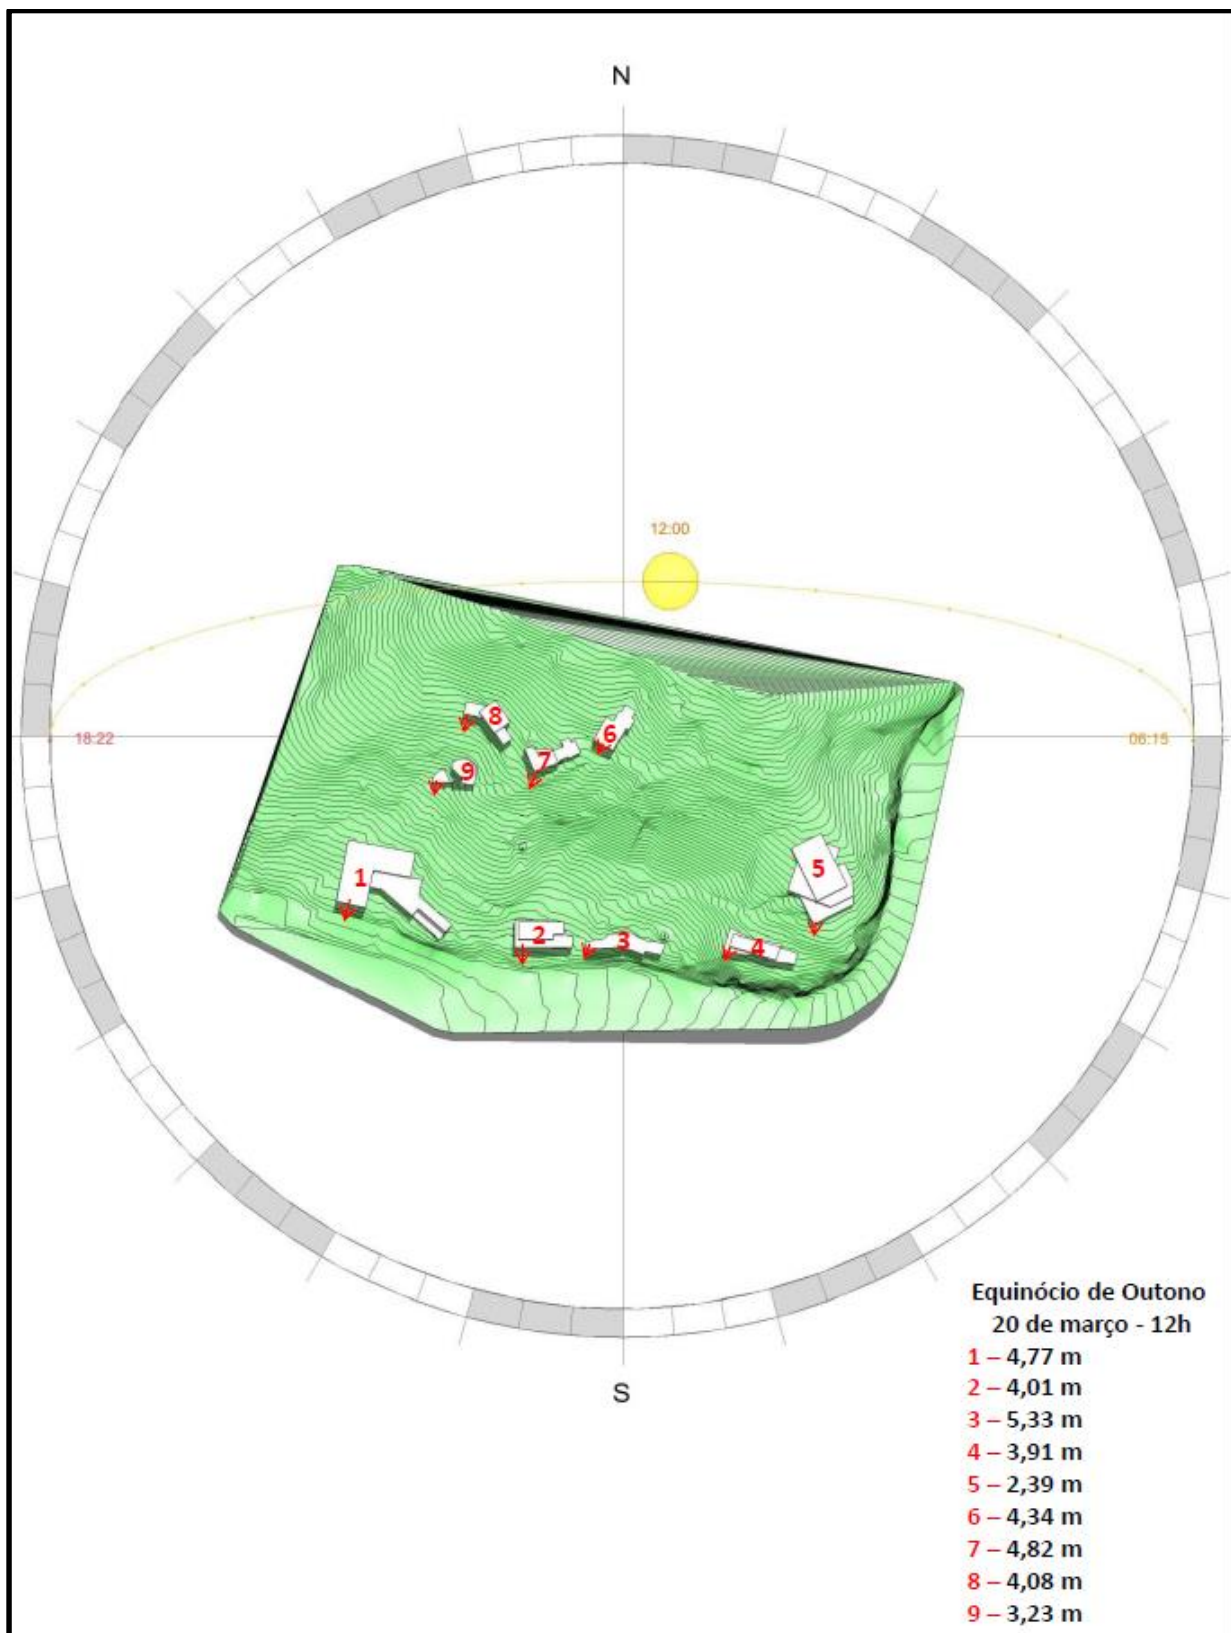 N
12:00
8
6
7
9
18:22
06:15
1
5
2
3
4
S
Equinócio de Outono
20 de março - 12h
1 – 4,77 m
2 – 4,01 m
3 – 5,33 m
4 – 3,91 m
5 – 2,39 m
6 – 4,34 m
7 – 4,82 m
8 – 4,08 m
9 – 3,23 m